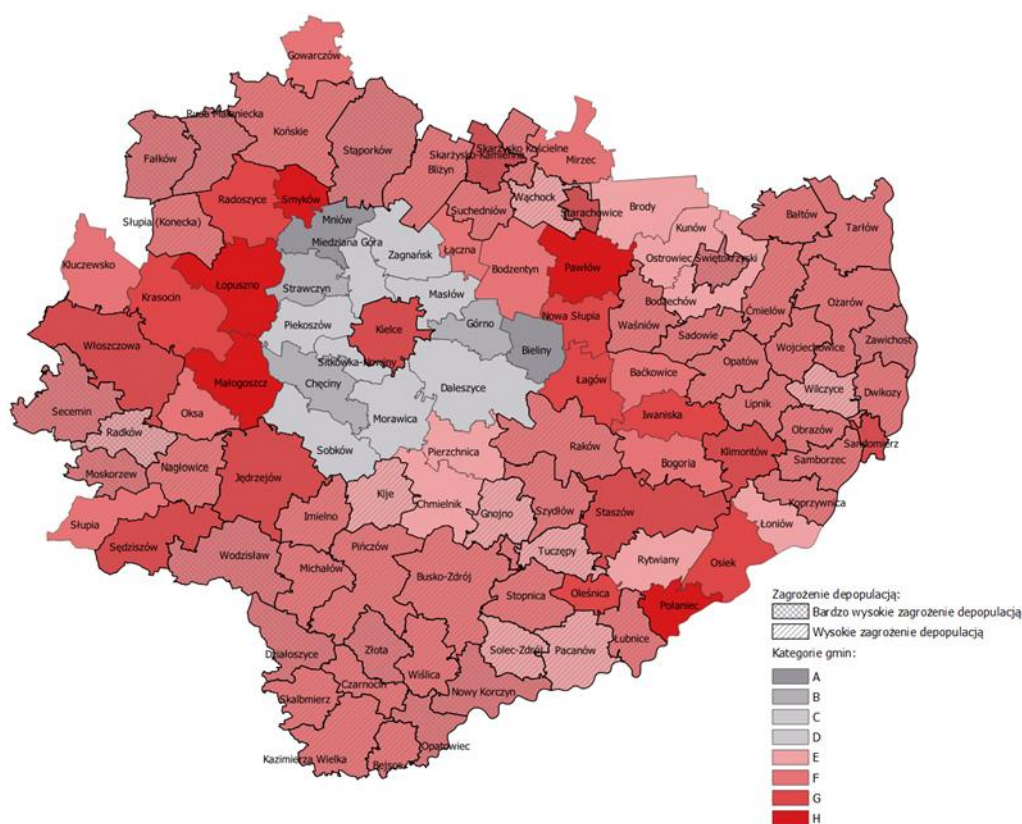 Gowarczów
Ruda Maleniecka
Końskie
Fałków
Stąporków
Skarżysko Kościelne
Skarżysko-Kamienna
Bliżyn
Mirzec
Radoszyce
Smyków
Wąchock
Suchedniów
Starachowice
Brody
Bałtów
Tarłów
Słupia (Konecka)
Mniów
Miedziana Góra
Zagnańsk
Łączna
Bodzentyn
Pawłów
Kunów
Ostrowiec Świętokrzyski
Kluczewsko
Łopuszno
Strawczyn
Masłów
Ćmielów
Ożarów
Krasocin
Piekoszów
Kielce
Górno
Bieliny
Nowa Słupia
Bodzechów
Waśniów
Sadowie
Wojciechowice
Zawichost
Włoszczowa
Małogoszcz
Sitkówka-Nowiny
Chęciny
Daleszyce
Łagów
Baćkowice
Opatów
Wilczyce
Dwikozy
Secemin
Oksa
Morawica
Iwaniska
Lipnik
Obrazów
Sandomierz
Radków
Sobków
Pierzchnica
Raków
Bogoria
Klimontów
Samborzec
Moskorzew
Nagłowice
Jędrzejów
Kije
Chmielnik
Gnojno
Szydłów
Staszów
Koprzywnica
Łoniów
Słupia
Imielno
Sędziszów
Wodzisław
Pińczów
Michałów
Busko-Zdrój
Tuczępy
Rytwiany
Osiek
Stopnica
Oleśnica
Połaniec
Łubnice
Działoszyce
Złota
Solec-Zdrój
Pacanów
Wiślica
Czarnocin
Skalbmierz
Nowy Korczyn
Opatowiec
Kazimierza Wielka
Bejsce
Zagrożenie depopulacją:
Bardzo wysokie zagrożenie depopulacją
Wysokie zagrożenie depopulacją
Kategorie gmin:
A
B
C
D
E
F
G
H